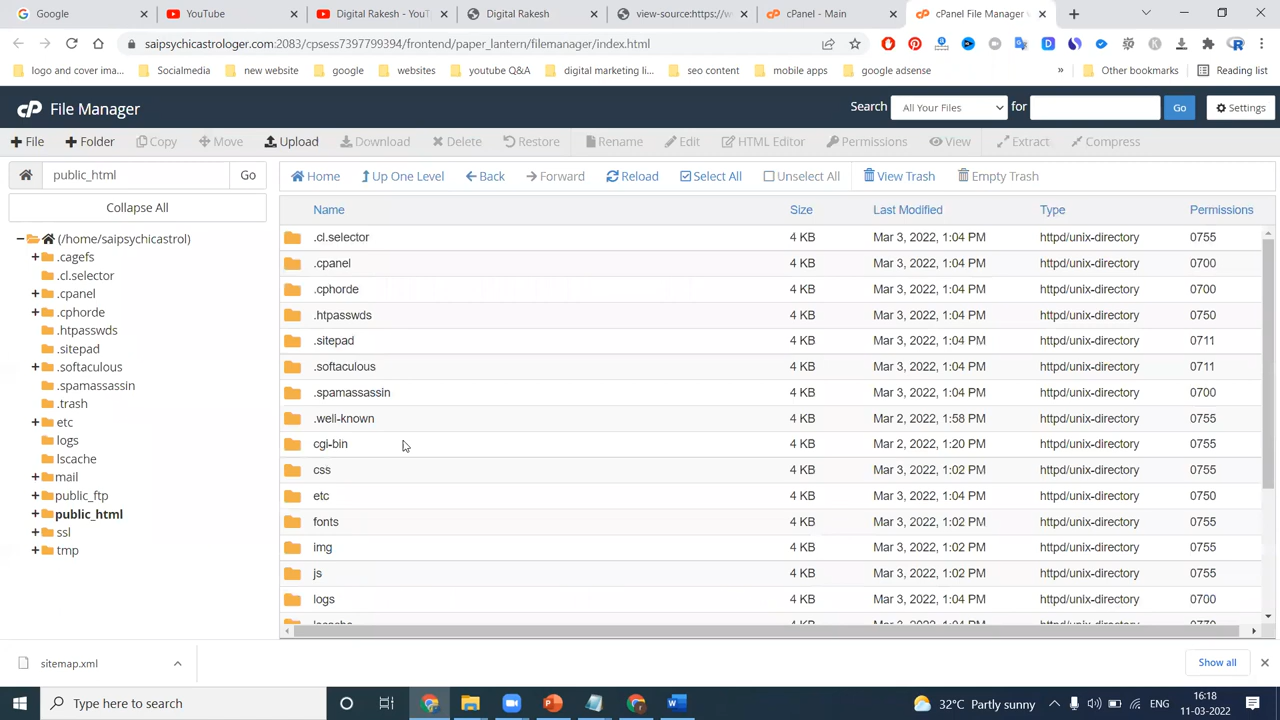 Google
YouTube
Digital Rakesh - YouT
Digital Rakesh
view-source:https://w
cPanel - Main
cPanel File Manager v
saipsychicastrologer.com:2083/cpsess7397799394/frontend/paper_lantern/filemanager/index.html
logo and cover ima...
Socialmedia
new website
google
websites
youtube Q&A
digital marketing li...
seo content
mobile apps
google adsense
»
Other bookmarks
Reading list
cP File Manager
Search All Your Files for Go Settings
File Folder Copy Move Upload Download Delete Restore Rename Edit HTML Editor Permissions View Extract Compress
public_html Go
Home Up One Level Back Forward Reload Select All Unselect All View Trash Empty Trash
Collapse All
(/home/saipsychicastrol)
.cagefs
.cl.selector
.cpanel
.cphorde
.htpasswds
.sitepad
.softaculous
.spamassassin
.trash
etc
logs
lscache
mail
public_ftp
public_html
ssl
tmp
Name Size Last Modified Type Permissions
.cl.selector 4 KB Mar 3, 2022, 1:04 PM httpd/unix-directory 0755
.cpanel 4 KB Mar 3, 2022, 1:04 PM httpd/unix-directory 0700
.cphorde 4 KB Mar 3, 2022, 1:04 PM httpd/unix-directory 0700
.htpasswds 4 KB Mar 3, 2022, 1:04 PM httpd/unix-directory 0750
.sitepad 4 KB Mar 3, 2022, 1:04 PM httpd/unix-directory 0711
.softaculous 4 KB Mar 3, 2022, 1:04 PM httpd/unix-directory 0711
.spamassassin 4 KB Mar 3, 2022, 1:04 PM httpd/unix-directory 0700
.well-known 4 KB Mar 2, 2022, 1:58 PM httpd/unix-directory 0755
cgi-bin 4 KB Mar 2, 2022, 1:20 PM httpd/unix-directory 0755
css 4 KB Mar 3, 2022, 1:02 PM httpd/unix-directory 0755
etc 4 KB Mar 3, 2022, 1:04 PM httpd/unix-directory 0750
fonts 4 KB Mar 3, 2022, 1:02 PM httpd/unix-directory 0755
img 4 KB Mar 3, 2022, 1:02 PM httpd/unix-directory 0755
js 4 KB Mar 3, 2022, 1:02 PM httpd/unix-directory 0755
logs 4 KB Mar 3, 2022, 1:04 PM httpd/unix-directory 0700
sitemap.xml
Show all
Type here to search
32°C Partly sunny
ENG
16:18
11-03-2022